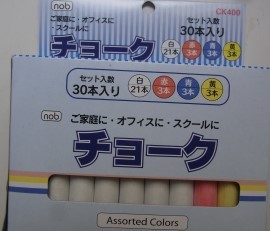 nob
CK400
ご家庭に・オフィスに
・スクールに
セット入数
30本入り
白
21本
赤
3本
青
3本
黄
3本
チョーク
セット入数
30本入り
白
21本
赤
3本
青
3本
黄
3本
nob
ご家庭に・オフィスに・スクールに
チョーク
Assorted Colors